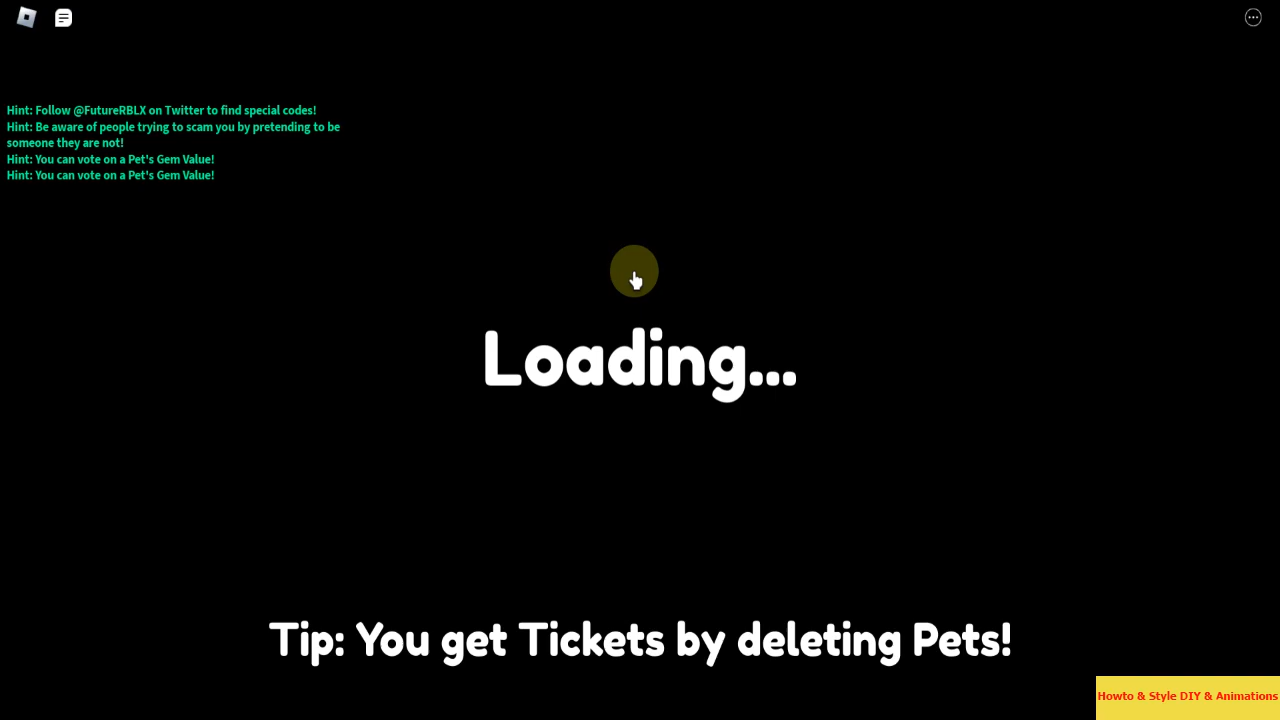 Hint: Follow @FutureRBLX on Twitter to find special codes!
Hint: Be aware of people trying to scam you by pretending to be
someone they are not!
Hint: You can vote on a Pet's Gem Value!
Hint: You can vote on a Pet's Gem Value!
Loading...
Tip: You get Tickets by deleting Pets!
Howto & Style DIY & Animations